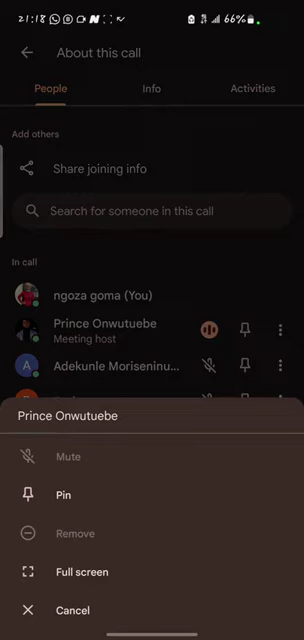 21:18
66%
About this call
People Info Activities
Add others
Share joining info
Search for someone in this call
In call
ngoza goma (You)
Prince Onwutuebe
Meeting host
A Adekunle Moriseninu...
Prince Onwutuebe
Mute
Pin
Remove
Full screen
Cancel